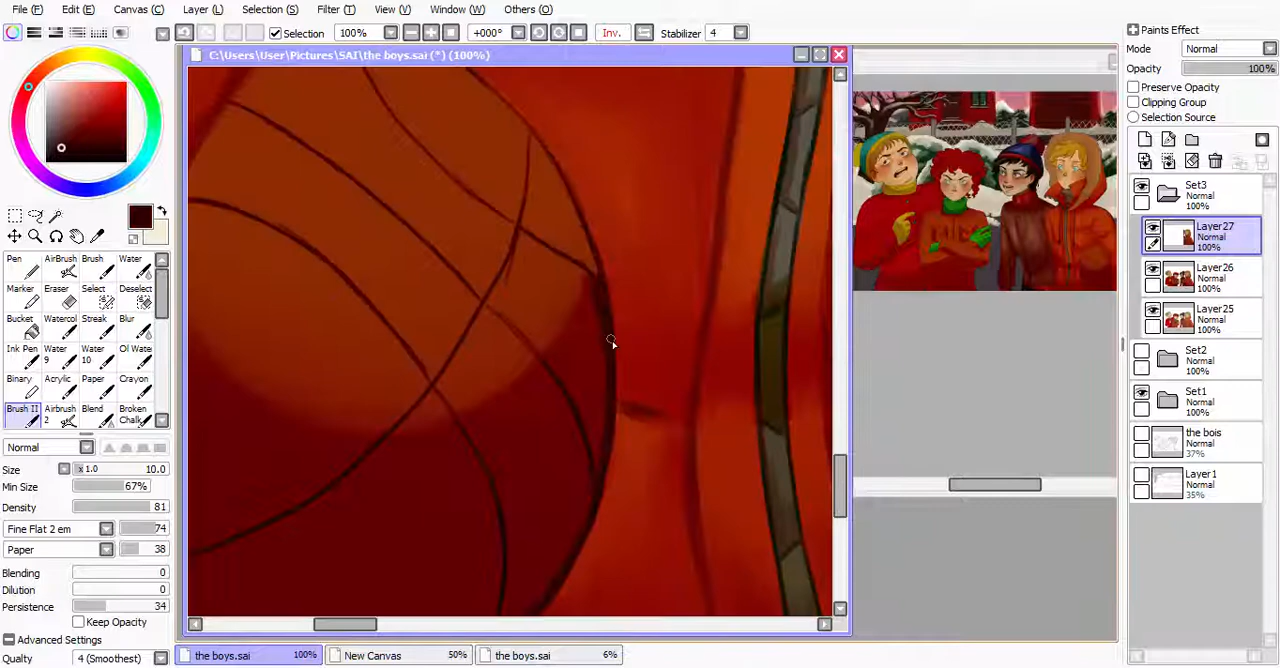 File (F) Edit (E) Canvas (C) Layer (L) Selection (S) Filter (T) View (V) Window (W) Others (O)
Selection 100% +000° Inv. Stabilizer 4
C:\Users\User\Pictures\SAI\the boys.sai (*) (100%)
Pen AirBrush Brush Water
Marker Eraser Select Deselect
Bucket Watercol Streak Blur
Ink Pen Water 9 Water 10 Oil Water
Binary Acrylic Paper Crayon
Brush II Airbrush 2 Blend Broken Chalk
Normal
Size x 1.0 10.0
Min Size 67%
Density 81
Fine Flat 2 em 74
Paper 38
Blending 0
Dilution 0
Persistence 34
Keep Opacity
Advanced Settings
Quality 4 (Smoothest)
the boys.sai 100% New Canvas 50% the boys.sai 6%
Paints Effect
Mode Normal
Opacity 100%
Preserve Opacity
Clipping Group
Selection Source
Set3
100%
Layer27
Normal
100%
Layer26
Normal
100%
Layer25
Normal
100%
Set2
100%
Set1
100%
the bois
Normal
37%
Layer1
Normal
35%